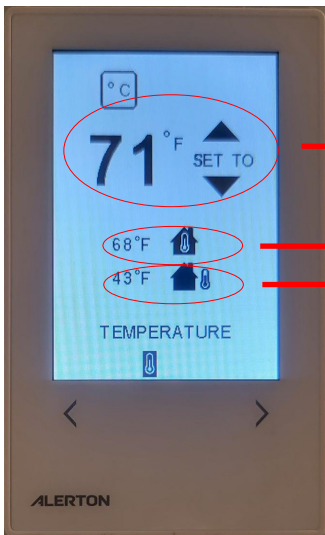 °C
71°F
SET TO
68°F
43°F
TEMPERATURE
ALERTON